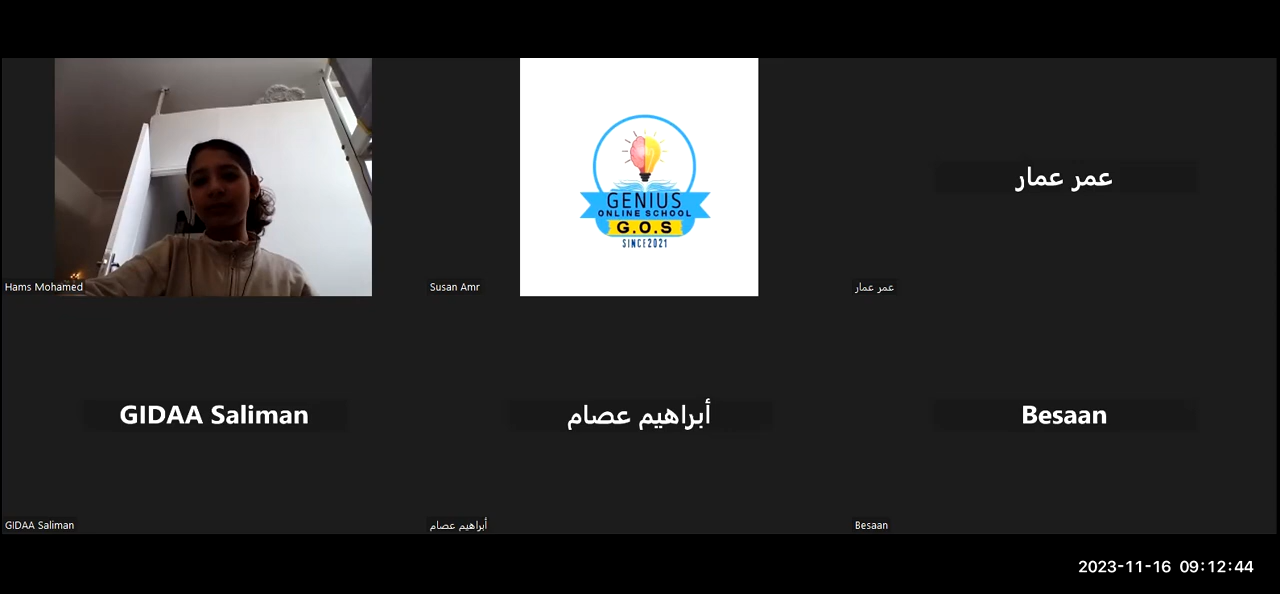 GENIUS
ONLINE SCHOOL
G.O.S
SINCE2021
عمر عمار
Hams Mohamed
Susan Amr
عمر عمار
GIDAA Saliman
أبراهيم عصام
Besaan
GIDAA Saliman
أبراهيم عصام
Besaan
2023-11-16 09:12:44